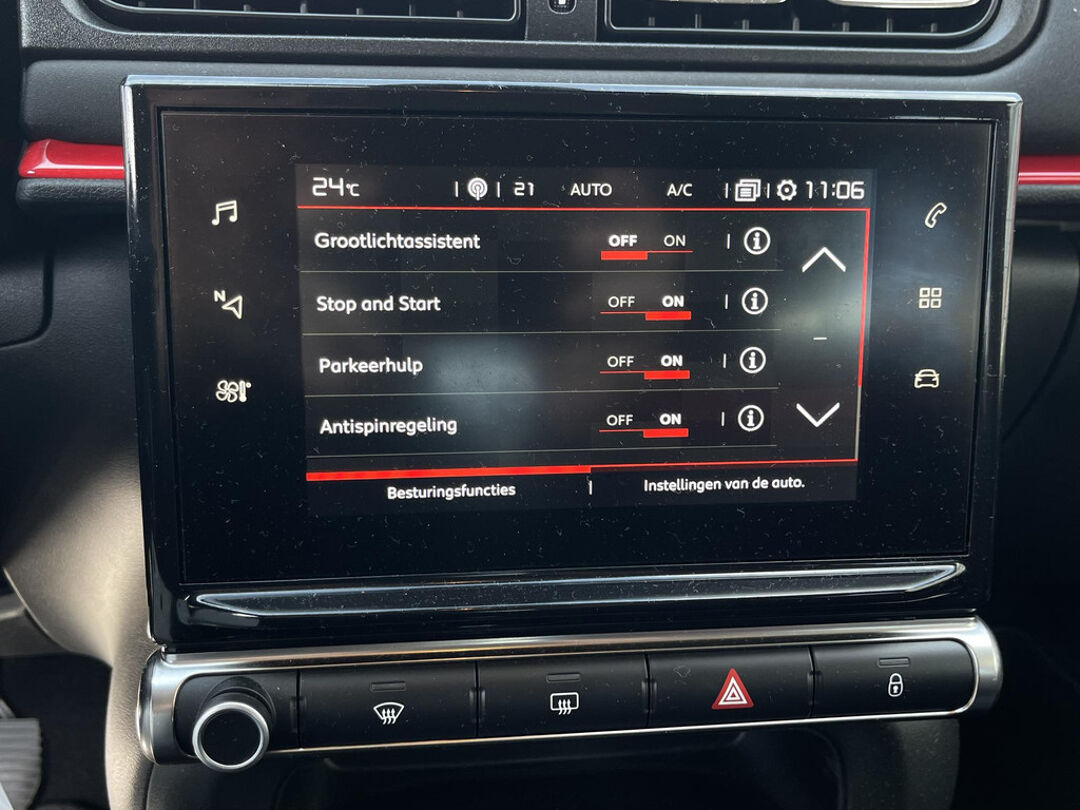 24°C 21 AUTO A/C 11:06
Grootlichtassistent OFF ON
N
Stop and Start OFF ON
Parkeerhulp OFF ON
Antispinregeling OFF ON
Besturingsfuncties Instellingen van de auto.